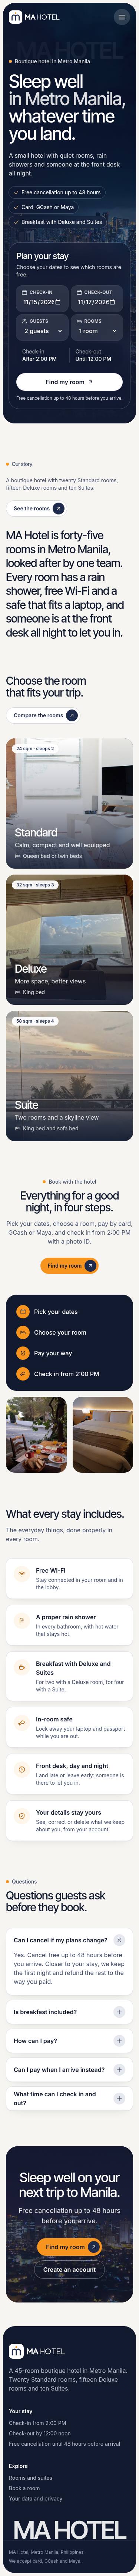 MA HOTEL
MA HOTEL
Boutique hotel in Metro Manila
Sleep well
in Metro Manila,
whatever time
you land.
A small hotel with quiet rooms, rain
showers and someone at the front desk
all night.
Free cancellation up to 48 hours
Card, GCash or Maya
Breakfast with Deluxe and Suites
Plan your stay
Choose your dates to see which rooms are
free.
CHECK-IN
11/15/2026
CHECK-OUT
11/17/2026
GUESTS
2 guests
ROOMS
1 room
Check-in
After 2:00 PM
Check-out
Until 12:00 PM
Find my room
Free cancellation up to 48 hours before you arrive.
Our story
A boutique hotel with twenty Standard rooms,
fifteen Deluxe rooms and ten Suites.
See the rooms
MA Hotel is forty-five
rooms in Metro Manila,
looked after by one team.
Every room has a rain
shower, free Wi-Fi and a
safe that fits a laptop, and
someone is at the front
desk all night to let you in.
Choose the room
that fits your trip.
Compare the rooms
24 sqm · sleeps 2
Standard
Calm, compact and well equipped
Queen bed or twin beds
32 sqm · sleeps 3
Deluxe
More space, better views
King bed
58 sqm · sleeps 4
Suite
Two rooms and a skyline view
King bed and sofa bed
Book with the hotel
Everything for a good
night, in four steps.
Pick your dates, choose a room, pay by card,
GCash or Maya, and check in from 2:00 PM
with a photo ID.
Find my room
Pick your dates
Choose your room
Pay your way
Check in from 2:00 PM
What every stay includes.
The everyday things, done properly in
every room.
Free Wi-Fi
Stay connected in your room and in
the lobby.
A proper rain shower
In every bathroom, with hot water
that stays hot.
Breakfast with Deluxe and
Suites
For two with a Deluxe room, for four
with a Suite.
In-room safe
Lock away your laptop and passport
while you are out.
Front desk, day and night
Land late or leave early: someone is
there to let you in.
Your details stay yours
See, correct or delete what we keep
about you, from your account.
Questions
Questions guests ask
before they book.
Can I cancel if my plans change?
Yes. Cancel free up to 48 hours before
you arrive. Closer to your stay, we keep
the first night and refund the rest to the
way you paid.
Is breakfast included?
How can I pay?
Can I pay when I arrive instead?
What time can I check in and
out?
Sleep well on your
next trip to Manila.
Free cancellation up to 48 hours
before you arrive.
Find my room
Create an account
MA HOTEL
A 45-room boutique hotel in Metro Manila.
Twenty Standard rooms, fifteen Deluxe
rooms and ten Suites.
Your stay
Check-in from 2:00 PM
Check-out by 12:00 noon
Free cancellation until 48 hours before arrival
Explore
Rooms and suites
Book a room
Your data and privacy
MA HOTEL
MA Hotel, Metro Manila, Philippines
We accept card, GCash and Maya.